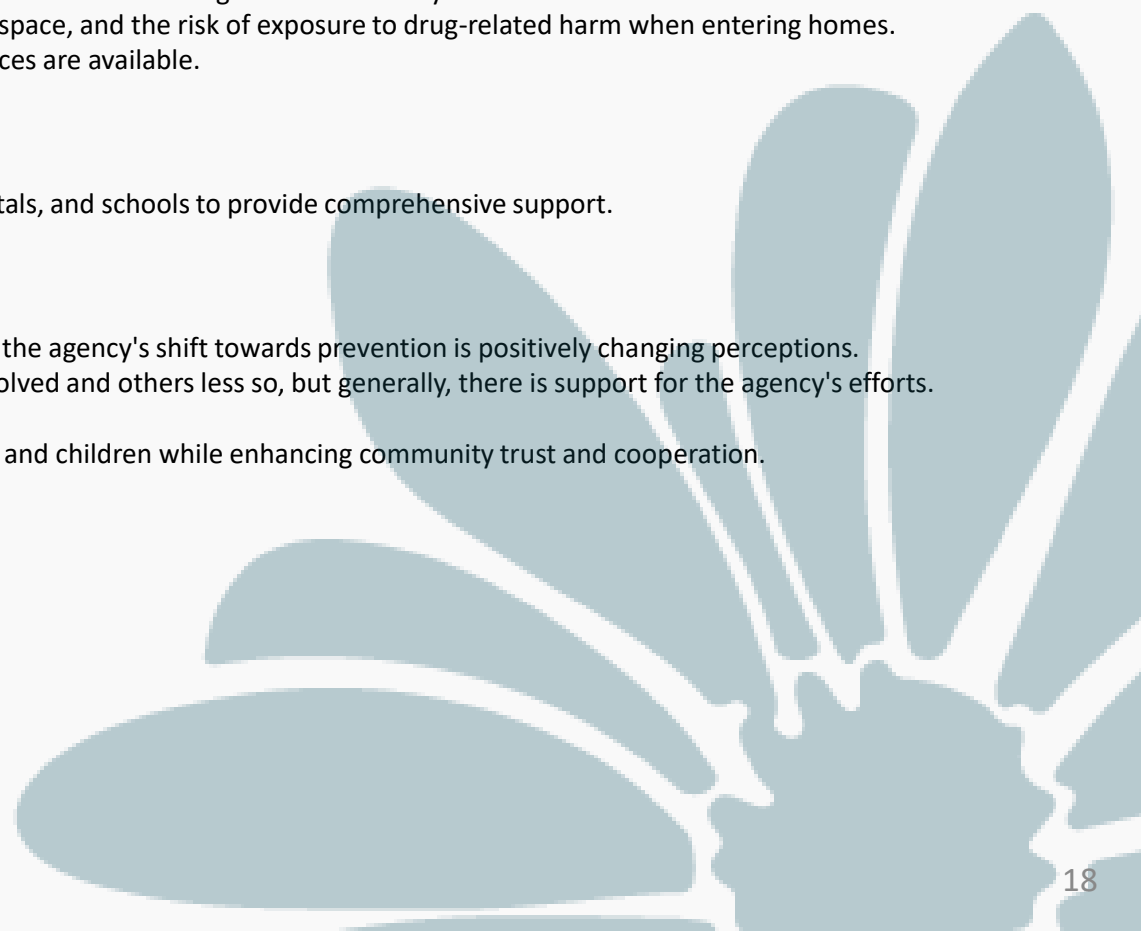 space, and the risk of exposure to drug-related harm when entering homes.
ces are available.
tals, and schools to provide comprehensive support.
the agency's shift towards prevention is positively changing perceptions.
olved and others less so, but generally, there is support for the agency's efforts.
and children while enhancing community trust and cooperation.
18